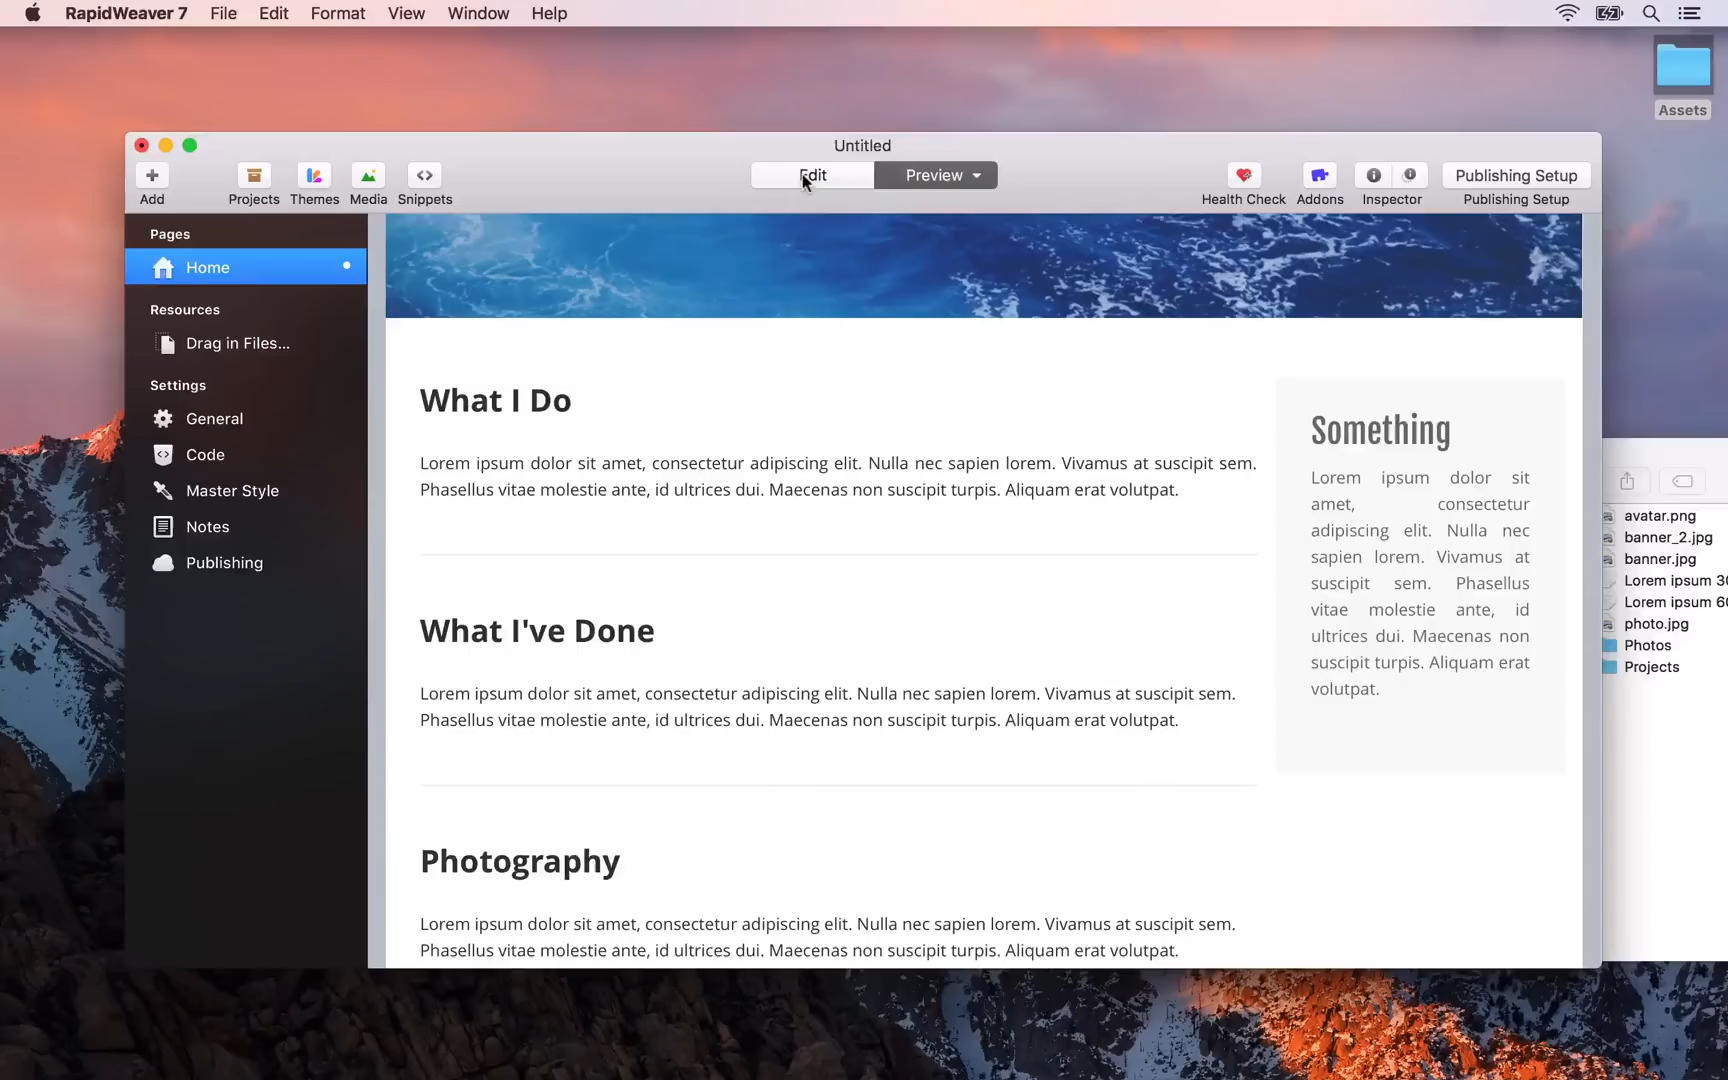 RapidWeaver 7 File Edit Format View Window Help
Assets
Untitled
Edit Preview
Add Projects Themes Media Snippets Health Check Addons Inspector Publishing Setup
Publishing Setup
Pages
Home
Resources
Drag in Files...
Settings
General
Code
Master Style
Notes
Publishing
What I Do
Lorem ipsum dolor sit amet, consectetur adipiscing elit. Nulla nec sapien lorem. Vivamus at suscipit sem.
Phasellus vitae molestie ante, id ultrices dui. Maecenas non suscipit turpis. Aliquam erat volutpat.
What I've Done
Lorem ipsum dolor sit amet, consectetur adipiscing elit. Nulla nec sapien lorem. Vivamus at suscipit sem.
Phasellus vitae molestie ante, id ultrices dui. Maecenas non suscipit turpis. Aliquam erat volutpat.
Photography
Lorem ipsum dolor sit amet, consectetur adipiscing elit. Nulla nec sapien lorem. Vivamus at suscipit sem.
Phasellus vitae molestie ante, id ultrices dui. Maecenas non suscipit turpis. Aliquam erat volutpat.
Something
Lorem ipsum dolor sit
amet, consectetur
adipiscing elit. Nulla nec
sapien lorem. Vivamus at
suscipit sem. Phasellus
vitae molestie ante, id
ultrices dui. Maecenas non
suscipit turpis. Aliquam erat
volutpat.
avatar.png
banner_2.jpg
banner.jpg
Lorem ipsum 30
Lorem ipsum 60
photo.jpg
Photos
Projects